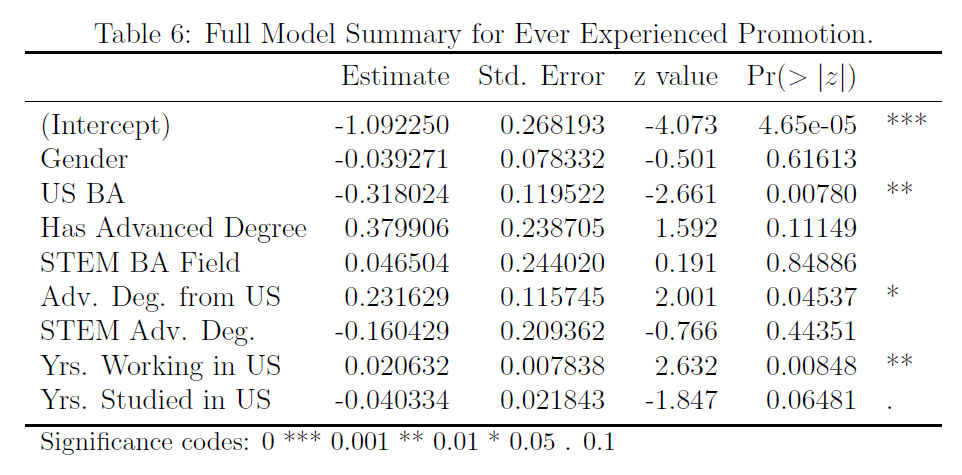 Table 6: Full Model Summary for Ever Experienced Promotion.
Estimate Std. Error z value Pr(> |z|)
(Intercept) -1.092250 0.268193 -4.073 4.65e-05 ***
Gender -0.039271 0.078332 -0.501 0.61613
US BA -0.318024 0.119522 -2.661 0.00780 **
Has Advanced Degree 0.379906 0.238705 1.592 0.11149
STEM BA Field 0.046504 0.244020 0.191 0.84886
Adv. Deg. from US 0.231629 0.115745 2.001 0.04537 *
STEM Adv. Deg. -0.160429 0.209362 -0.766 0.44351
Yrs. Working in US 0.020632 0.007838 2.632 0.00848 **
Yrs. Studied in US -0.040334 0.021843 -1.847 0.06481 .
Significance codes: 0 *** 0.001 ** 0.01 * 0.05 . 0.1